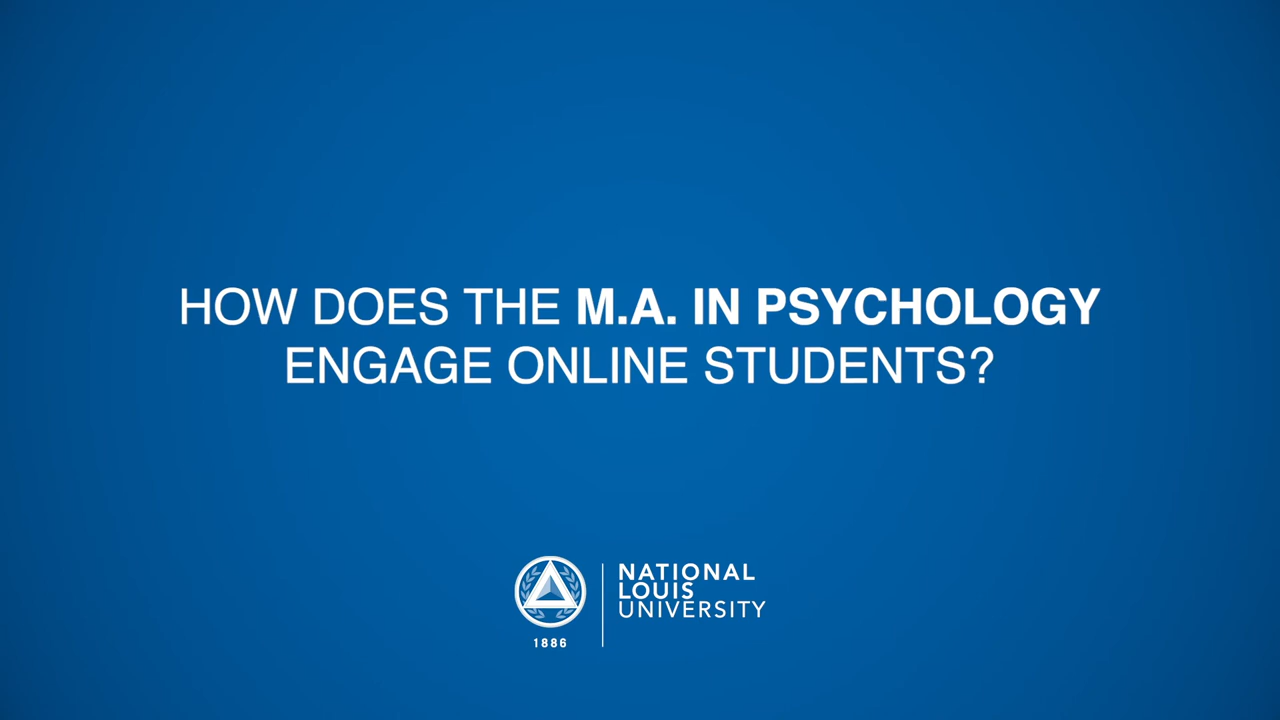 HOW DOES THE M.A. IN PSYCHOLOGY
ENGAGE ONLINE STUDENTS?
NATIONAL
LOUIS
UNIVERSITY
1886